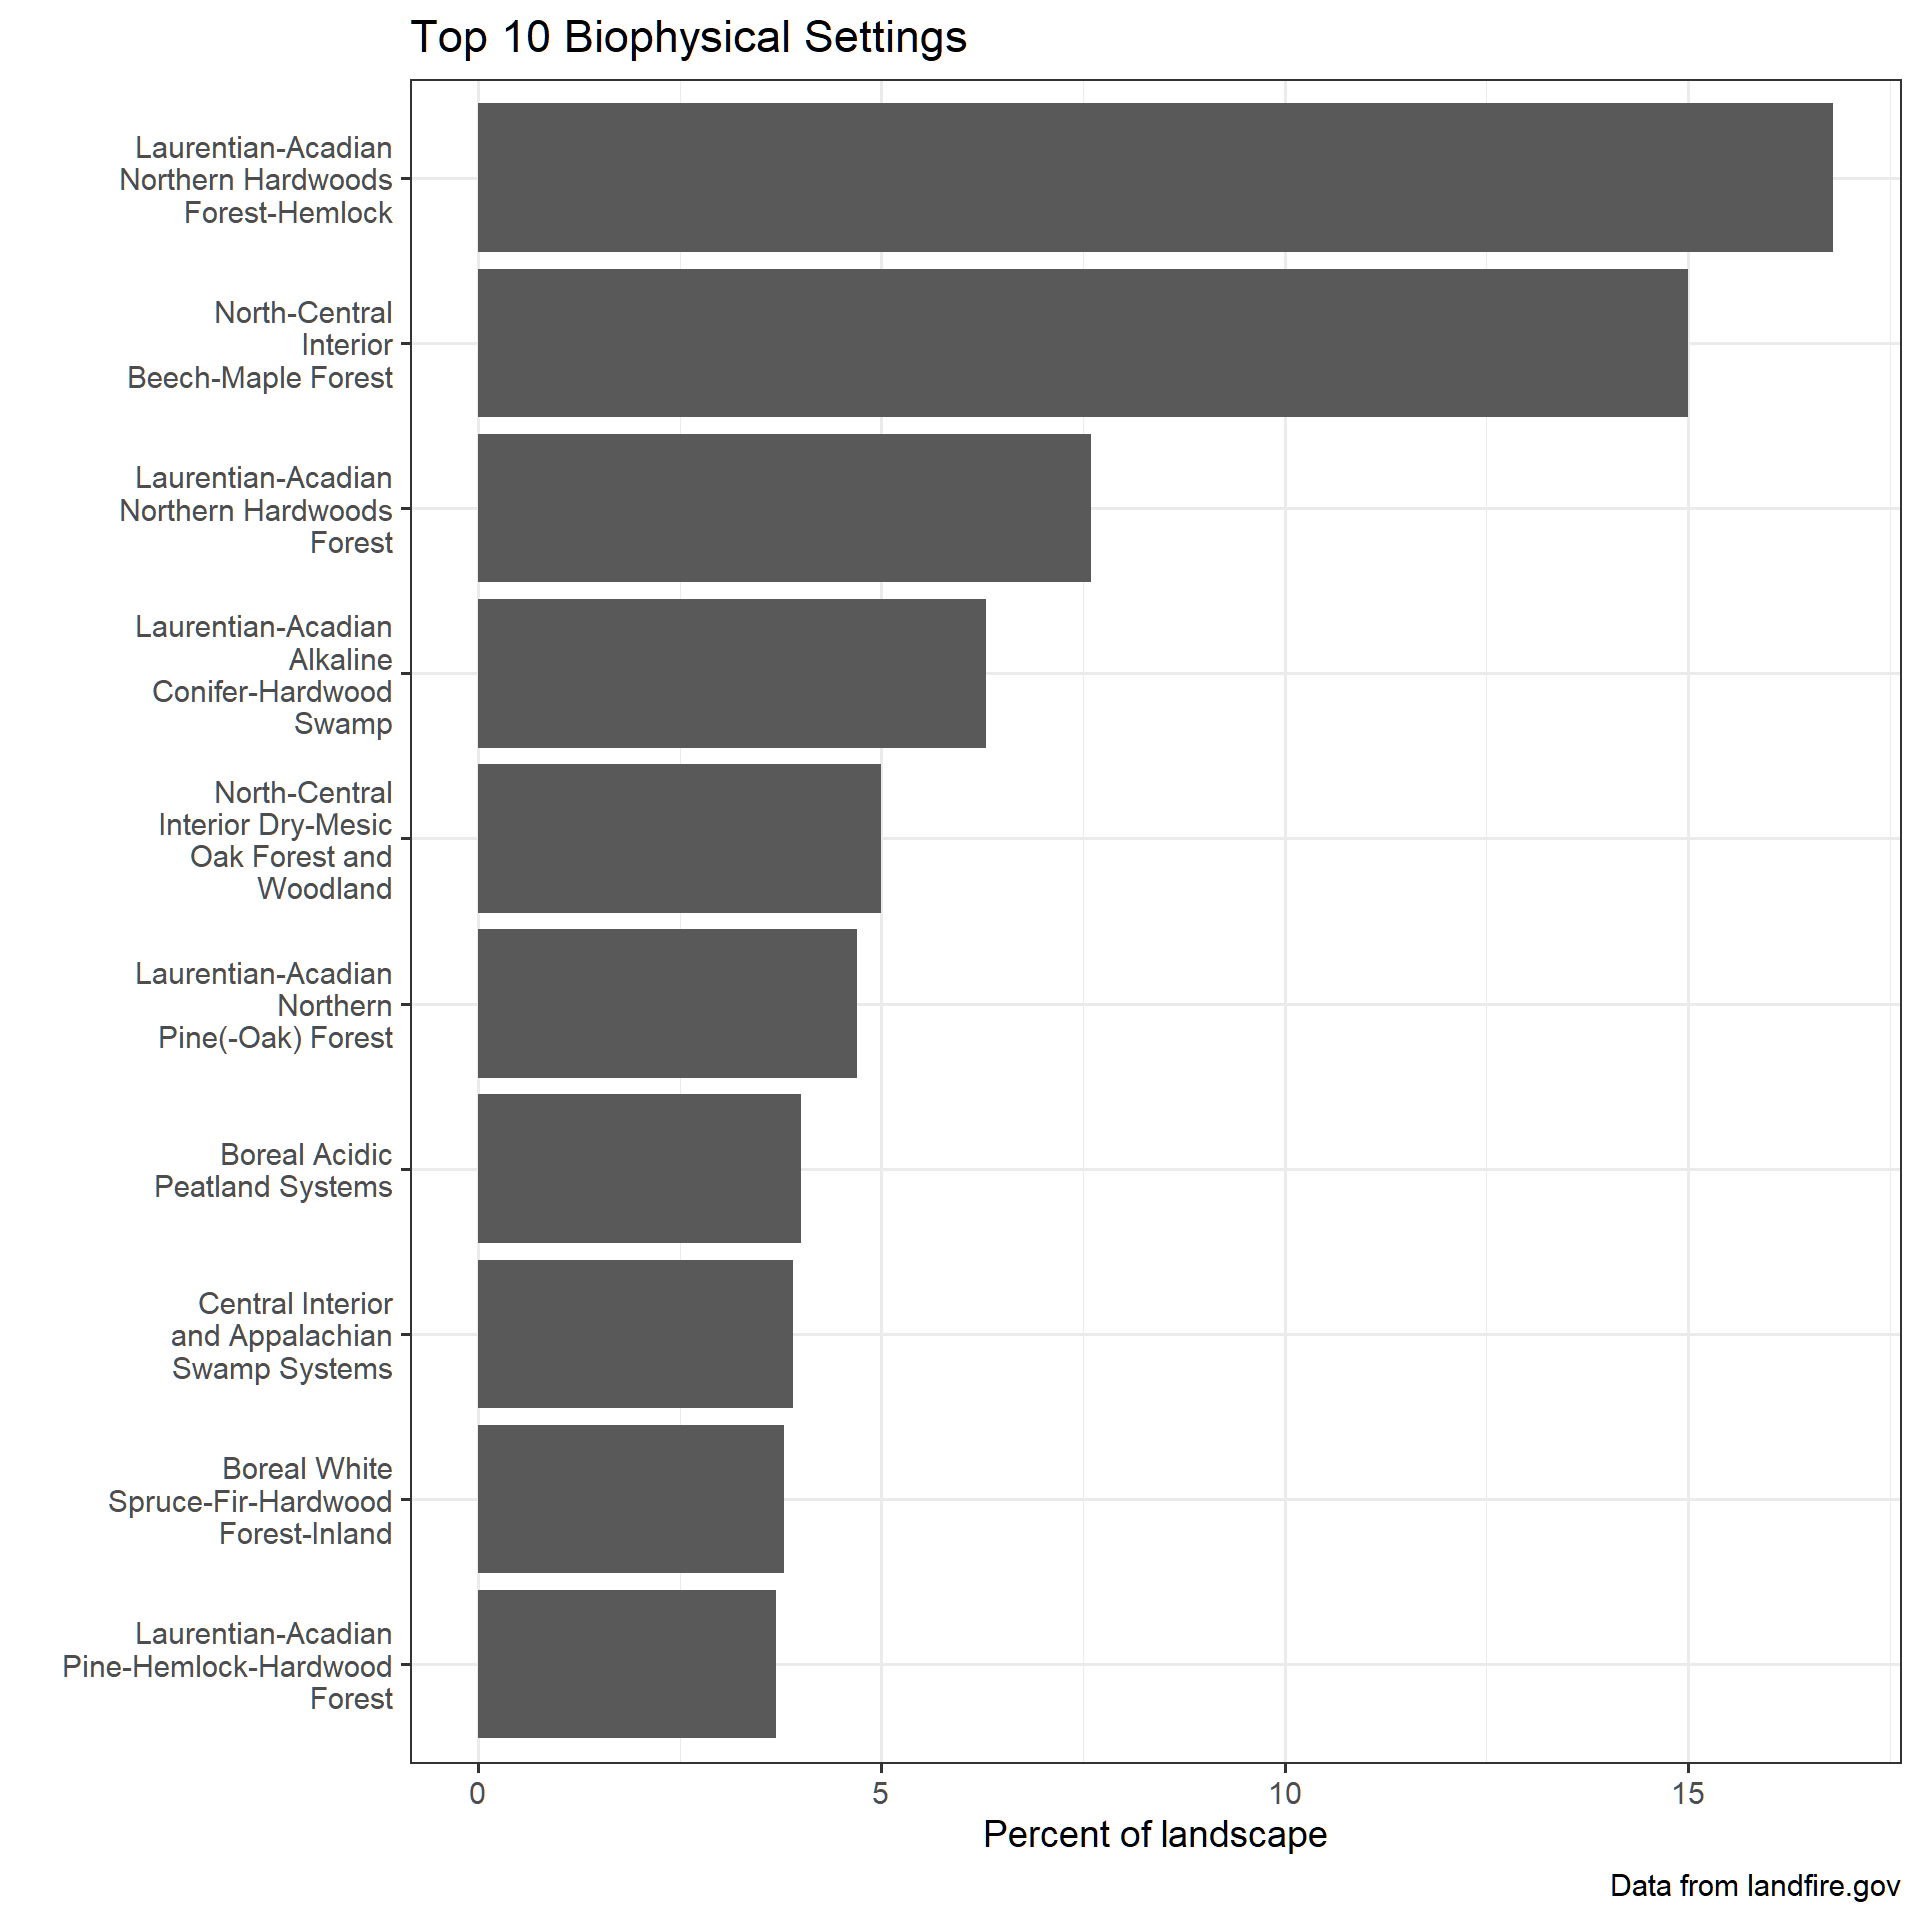 Top 10 Biophysical Settings
Laurentian-Acadian
Northern Hardwoods
Forest-Hemlock
North-Central
Interior
Beech-Maple Forest
Laurentian-Acadian
Northern Hardwoods
Forest
Laurentian-Acadian
Alkaline
Conifer-Hardwood
Swamp
North-Central
Interior Dry-Mesic
Oak Forest and
Woodland
Laurentian-Acadian
Northern
Pine(-Oak) Forest
Boreal Acidic
Peatland Systems
Central Interior
and Appalachian
Swamp Systems
Boreal White
Spruce-Fir-Hardwood
Forest-Inland
Laurentian-Acadian
Pine-Hemlock-Hardwood
Forest
0 5 10 15
Percent of landscape
Data from landfire.gov